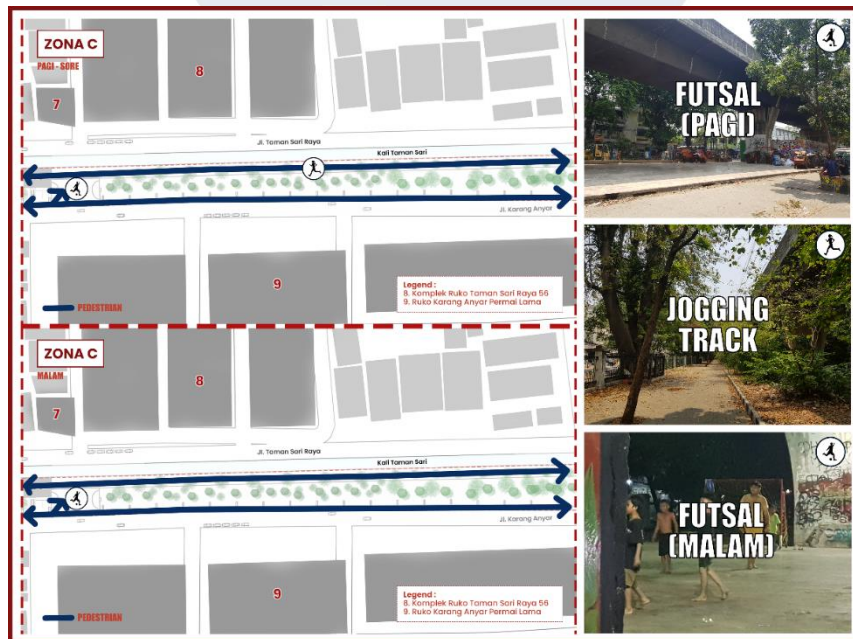 ZONA C
PAGI - SORE
7
8
Jl. Taman Sari Raya
Kali Taman Sari
Jl. Karang Anyar
9
PEDESTRIAN
Legend :
8. Komplek Ruko Taman Sari Raya 56
9. Ruko Karang Anyar Permai Lama
ZONA C
MALAM
7
8
Jl. Taman Sari Raya
Kali Taman Sari
Jl. Karang Anyar
9
PEDESTRIAN
Legend :
8. Komplek Ruko Taman Sari Raya 56
9. Ruko Karang Anyar Permai Lama
FUTSAL
(PAGI)
JOGGING
TRACK
FUTSAL
(MALAM)